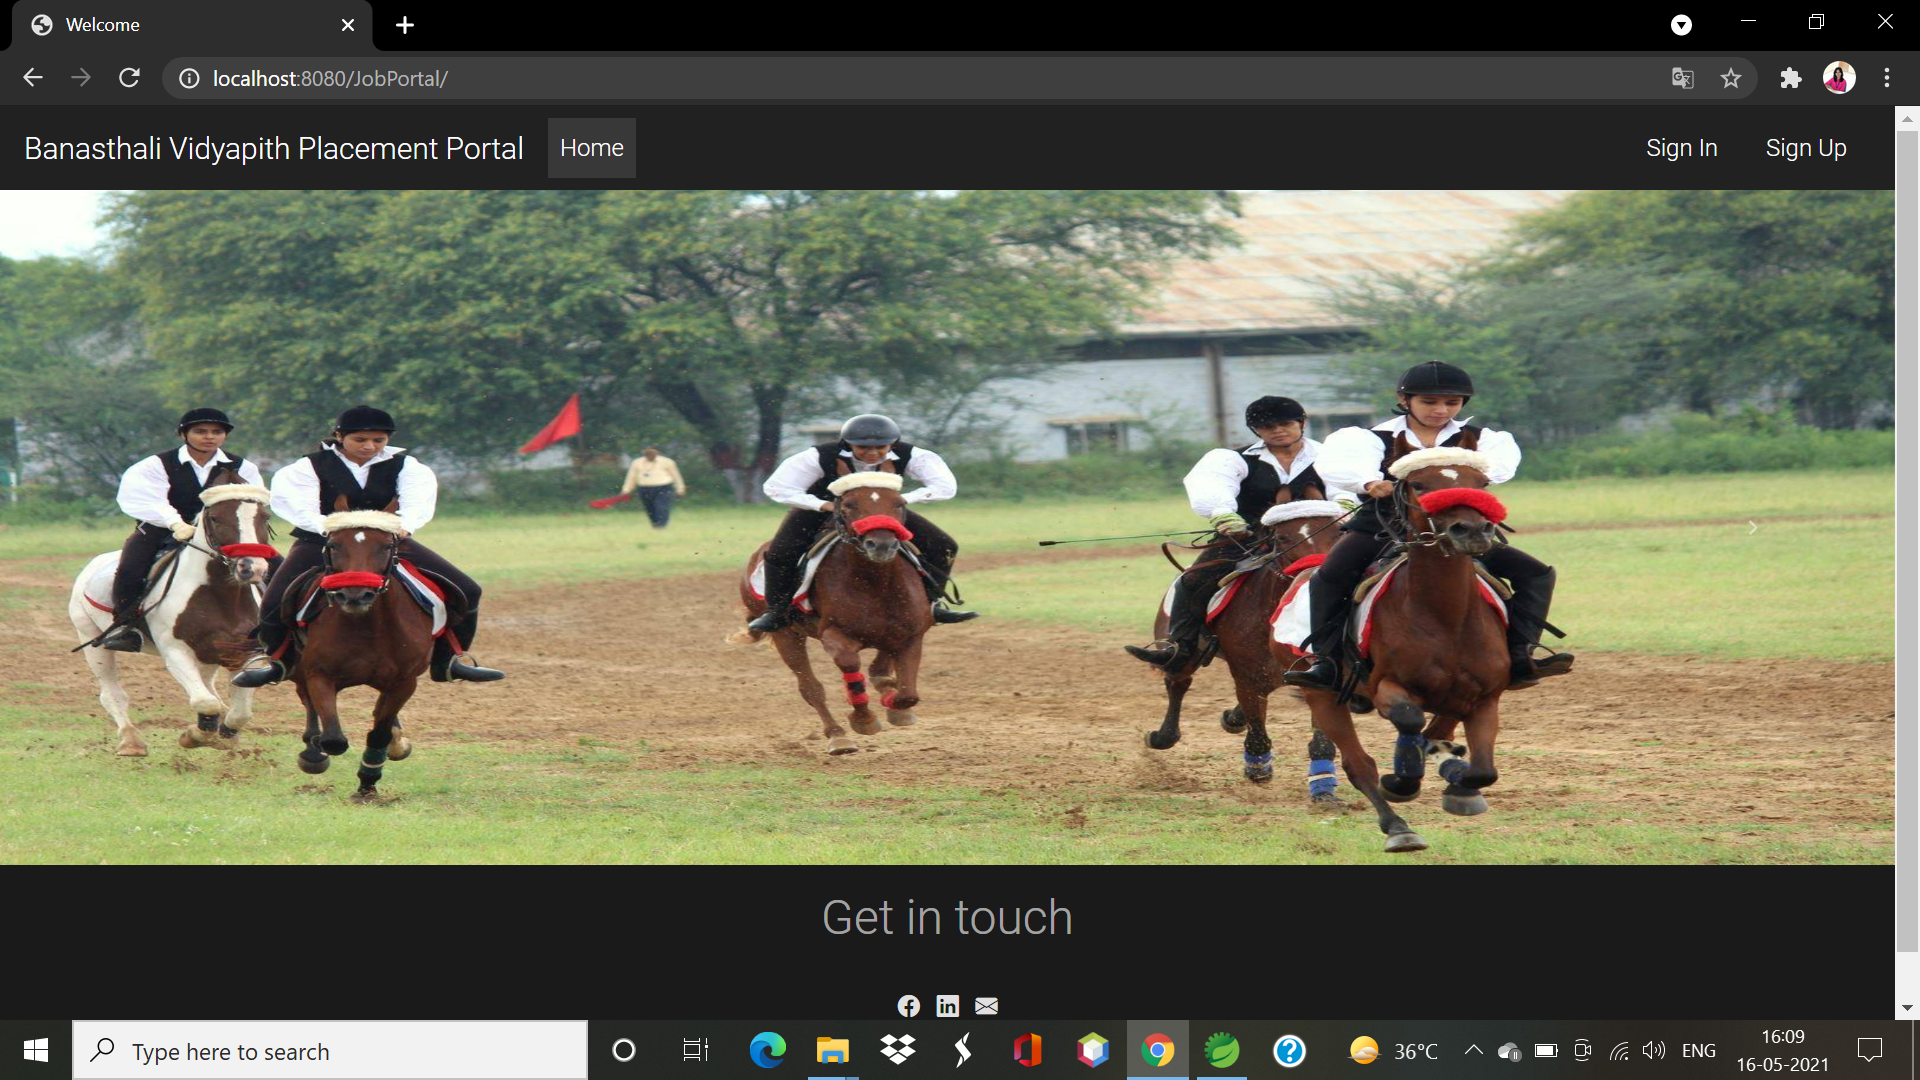 Welcome
localhost:8080/JobPortal/
Banasthali Vidyapith Placement Portal
Home
Sign In
Sign Up
Get in touch
Type here to search
36°C
ENG
16:09
16-05-2021